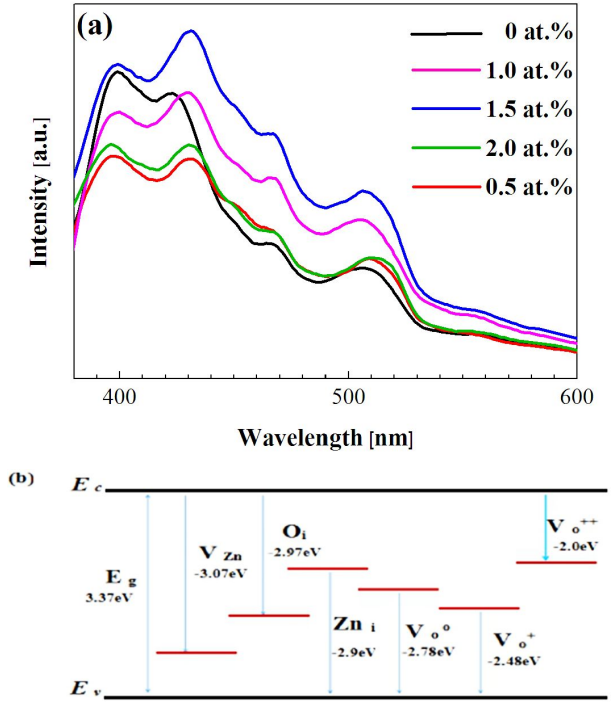 (a)
0 at.%
1.0 at.%
1.5 at.%
2.0 at.%
0.5 at.%
Intensity [a.u.]
400 500 600
Wavelength [nm]
(b)
E c
V o ++
-2.0eV
O i
-2.97eV
V Zn
-3.07eV
E g
3.37eV
Zn i
-2.9eV
V o o
-2.78eV
V o +
-2.48eV
E v